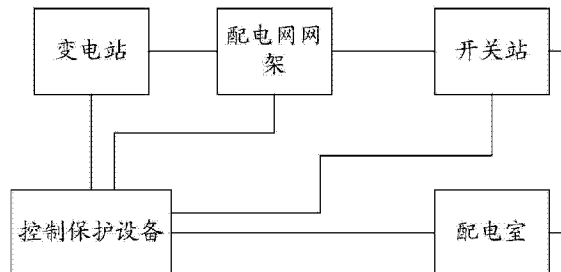 变电站
配电网网
架
开关站
控制保护设备
配电室